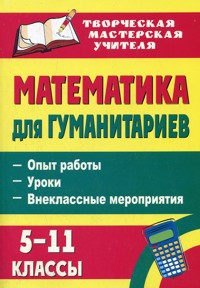 ТВОРЧЕСКАЯ
МАСТЕРСКАЯ
УЧИТЕЛЯ
МАТЕМАТИКА
для ГУМАНИТАРИЕВ
– Опыт работы
– Уроки
– Внеклассные мероприятия
5–11
КЛАССЫ